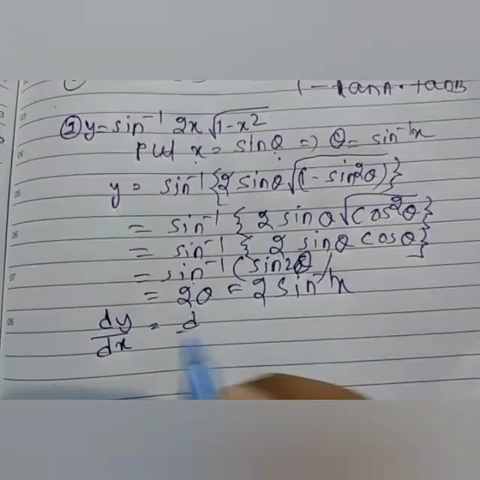 1 - tanA · tanB
① y = sin⁻¹ 2x √1-x²
Put x = sinθ ⇒ θ = sin⁻¹x
y = sin⁻¹{2 sinθ √(1 - sin²θ)}
= sin⁻¹{ 2 sinθ √cos²θ}
= sin⁻¹{ 2 sinθ cosθ}
= sin⁻¹(sin2θ)
= 2θ = 2 sin⁻¹x
dy/dx = d